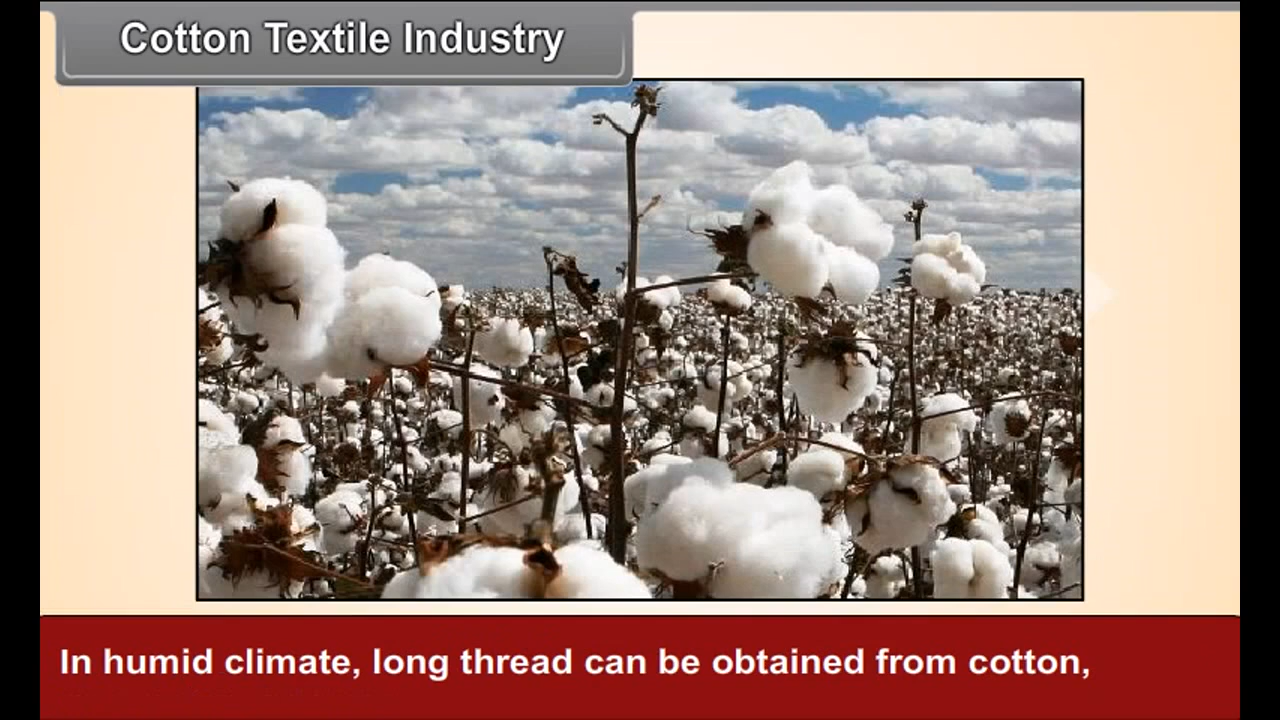 Cotton Textile Industry
In humid climate, long thread can be obtained from cotton,